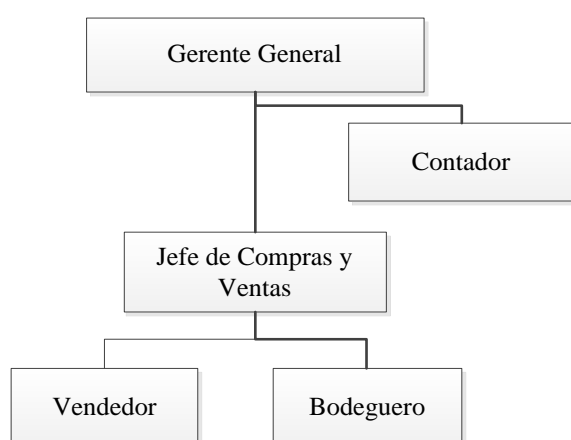 Gerente General
Contador
Jefe de Compras y
Ventas
Vendedor
Bodeguero